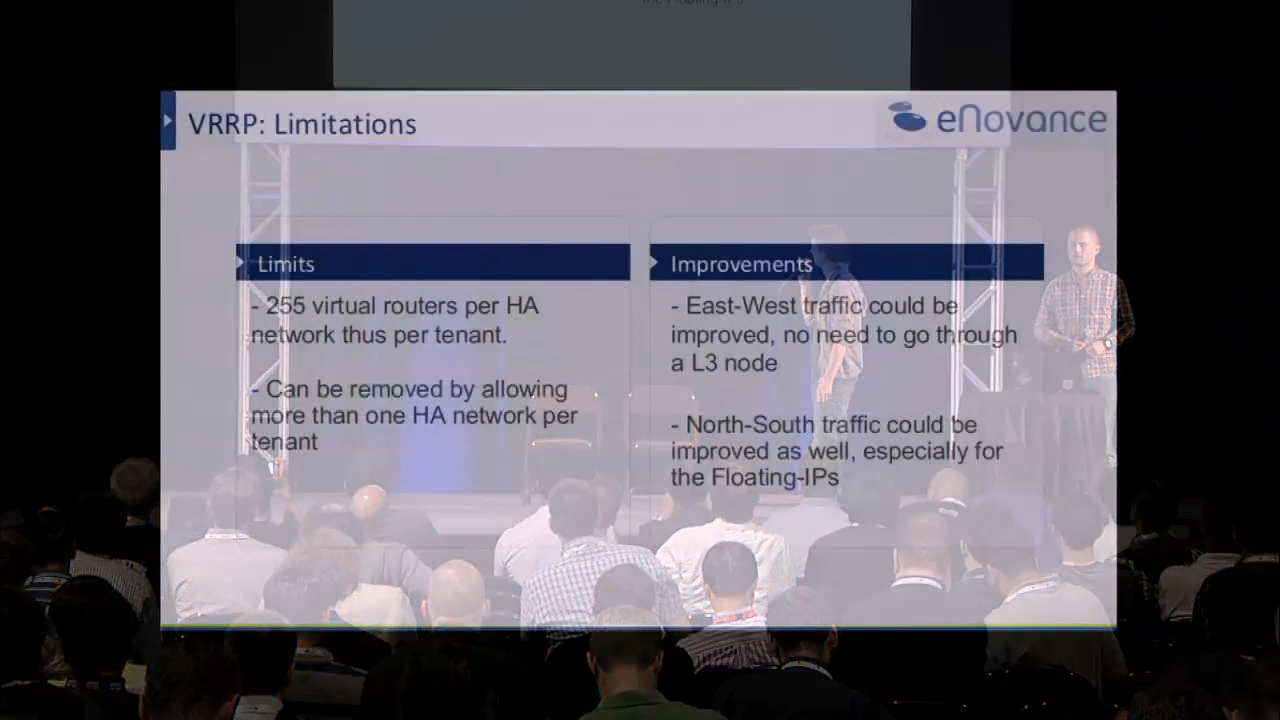 VRRP: Limitations
eNovance
Limits
- 255 virtual routers per HA
network thus per tenant.
- Can be removed by allowing
more than one HA network per
tenant
Improvements
- East-West traffic could be
improved, no need to go through
a L3 node
- North-South traffic could be
improved as well, especially for
the Floating-IPs